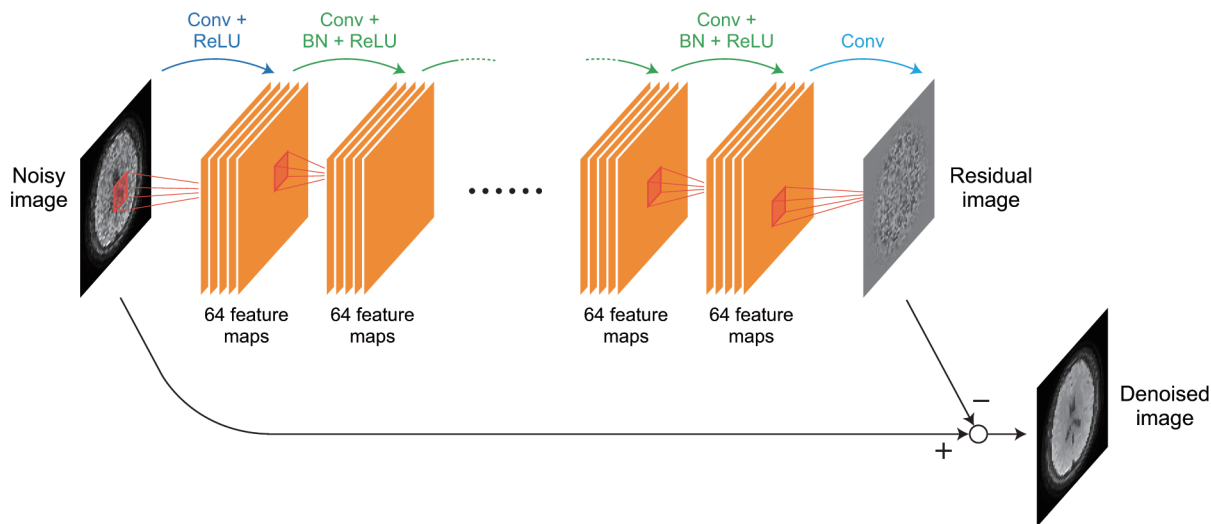 Conv +
ReLU
Conv +
BN + ReLU
Conv +
BN + ReLU
Conv
Noisy
image
......
Residual
image
64 feature
maps
64 feature
maps
64 feature
maps
64 feature
maps
−
+
Denoised
image